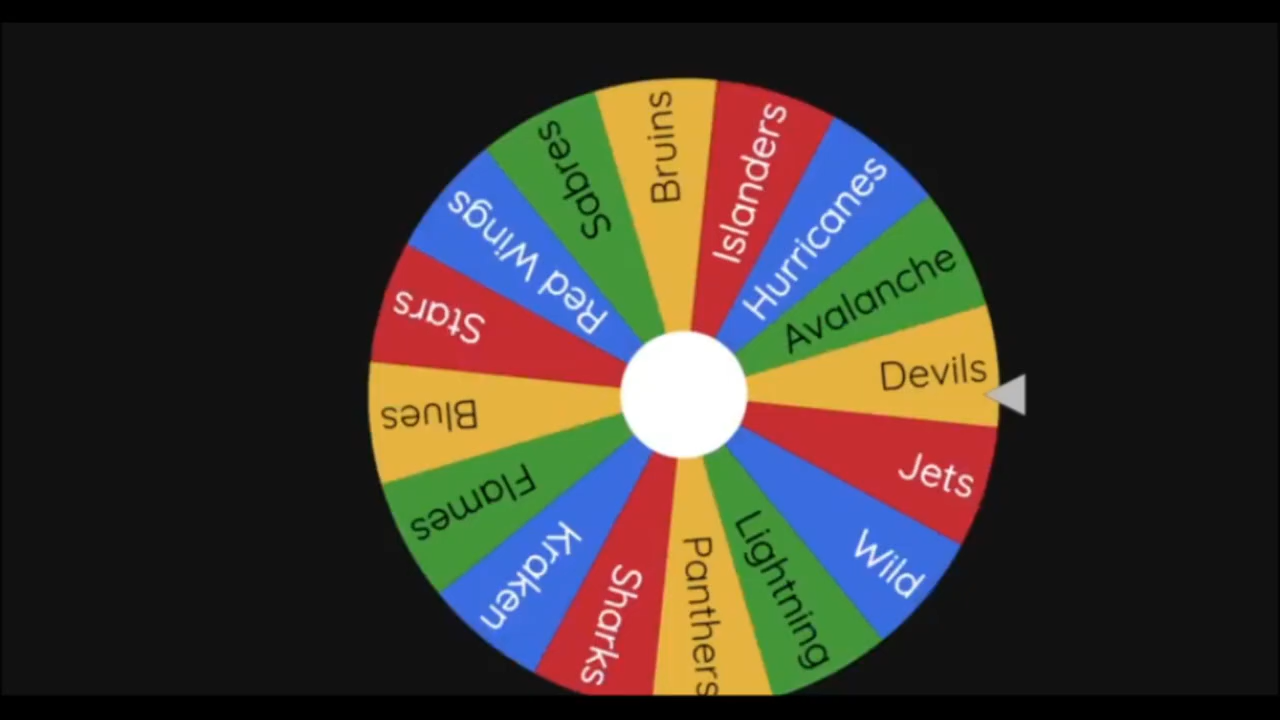 Bruins
Islanders
Hurricanes
Avalanche
Devils
Jets
Wild
Lightning
Panthers
Sharks
Kraken
Flames
Blues
Stars
Red Wings
Sabres